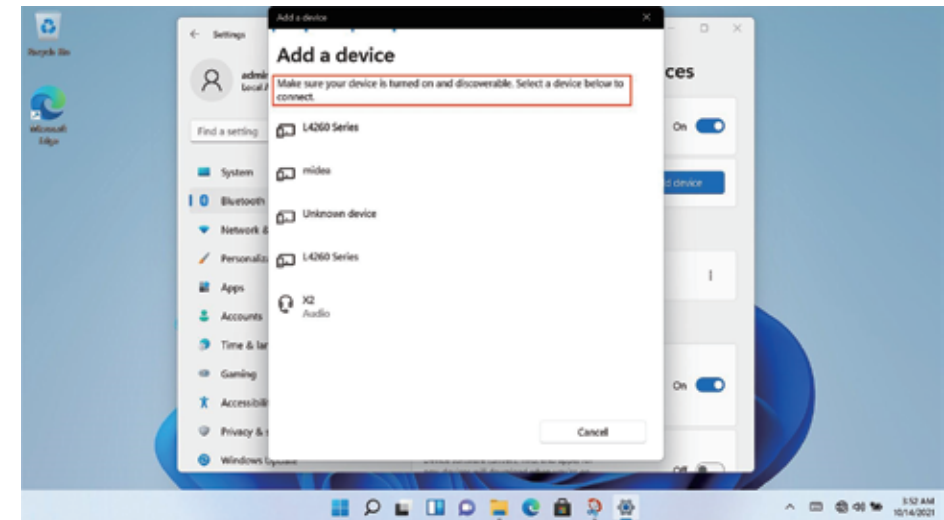 Recycle Bin
Microsoft
Edge
Settings
admin
Local A
Find a setting
System
Bluetooth
Network &
Personaliza
Apps
Accounts
Time & lan
Gaming
Accessibili
Privacy & s
Windows Update
Add a device
Add a device
Make sure your device is turned on and discoverable. Select a device below to
connect.
L4260 Series
midea
Unknown device
L4260 Series
X2
Audio
Cancel
ces
On
d device
On
Off
3:52 AM
10/14/2021